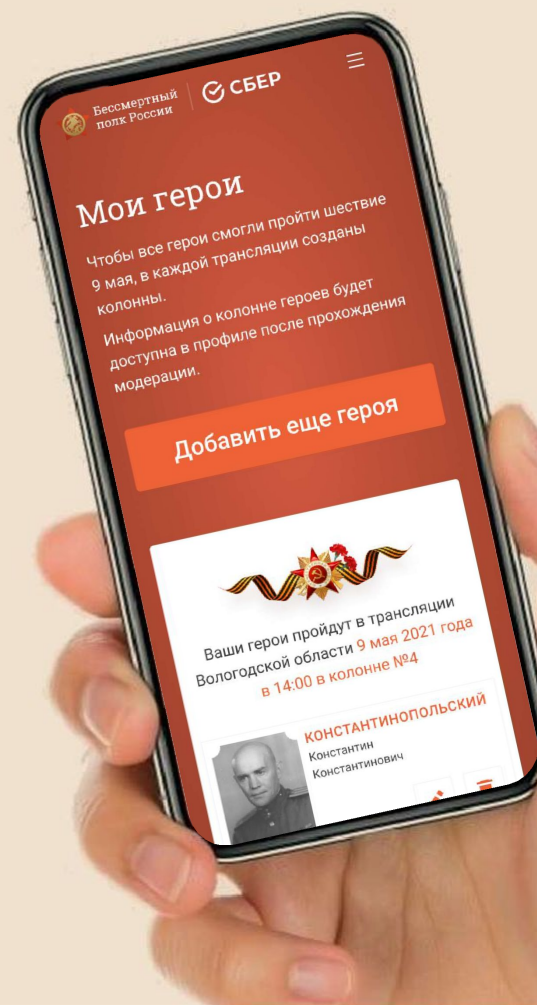 Бессмертный
полк России
СБЕР
Мои герои
Чтобы все герои смогли пройти шествие
9 мая, в каждой трансляции созданы
колонны.
Информация о колонне героев будет
доступна в профиле после прохождения
модерации.
Добавить еще героя
Ваши герои пройдут в трансляции
Вологодской области 9 мая 2021 года
в 14:00 в колонне №4
КОНСТАНТИНОПОЛЬСКИЙ
Константин
Константинович